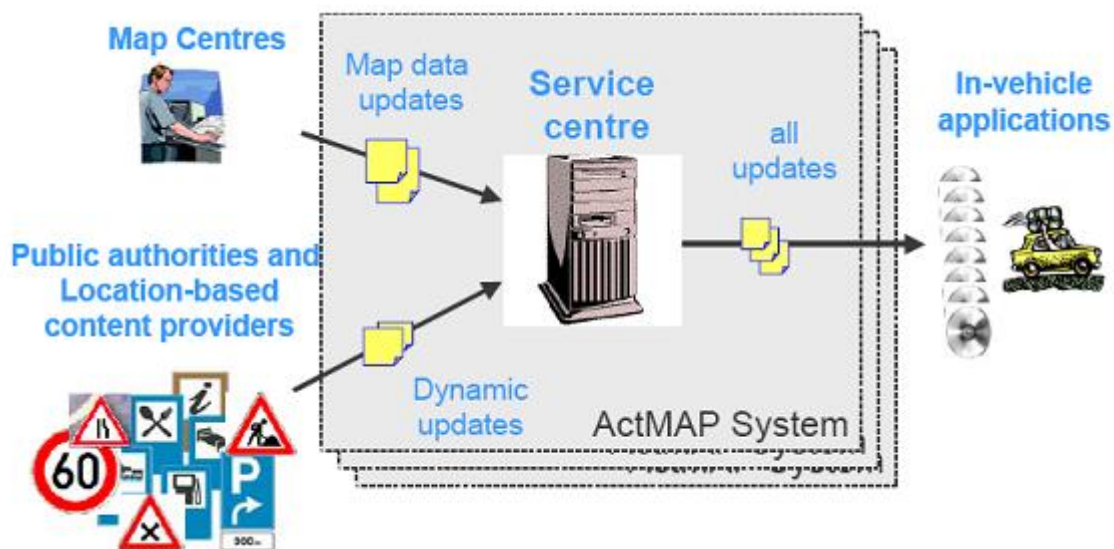 Map Centres
Map data
updates
Service
centre
all
updates
In-vehicle
applications
Public authorities and
Location-based
content providers
Dynamic
updates
ActMAP System
i
60
P
300m